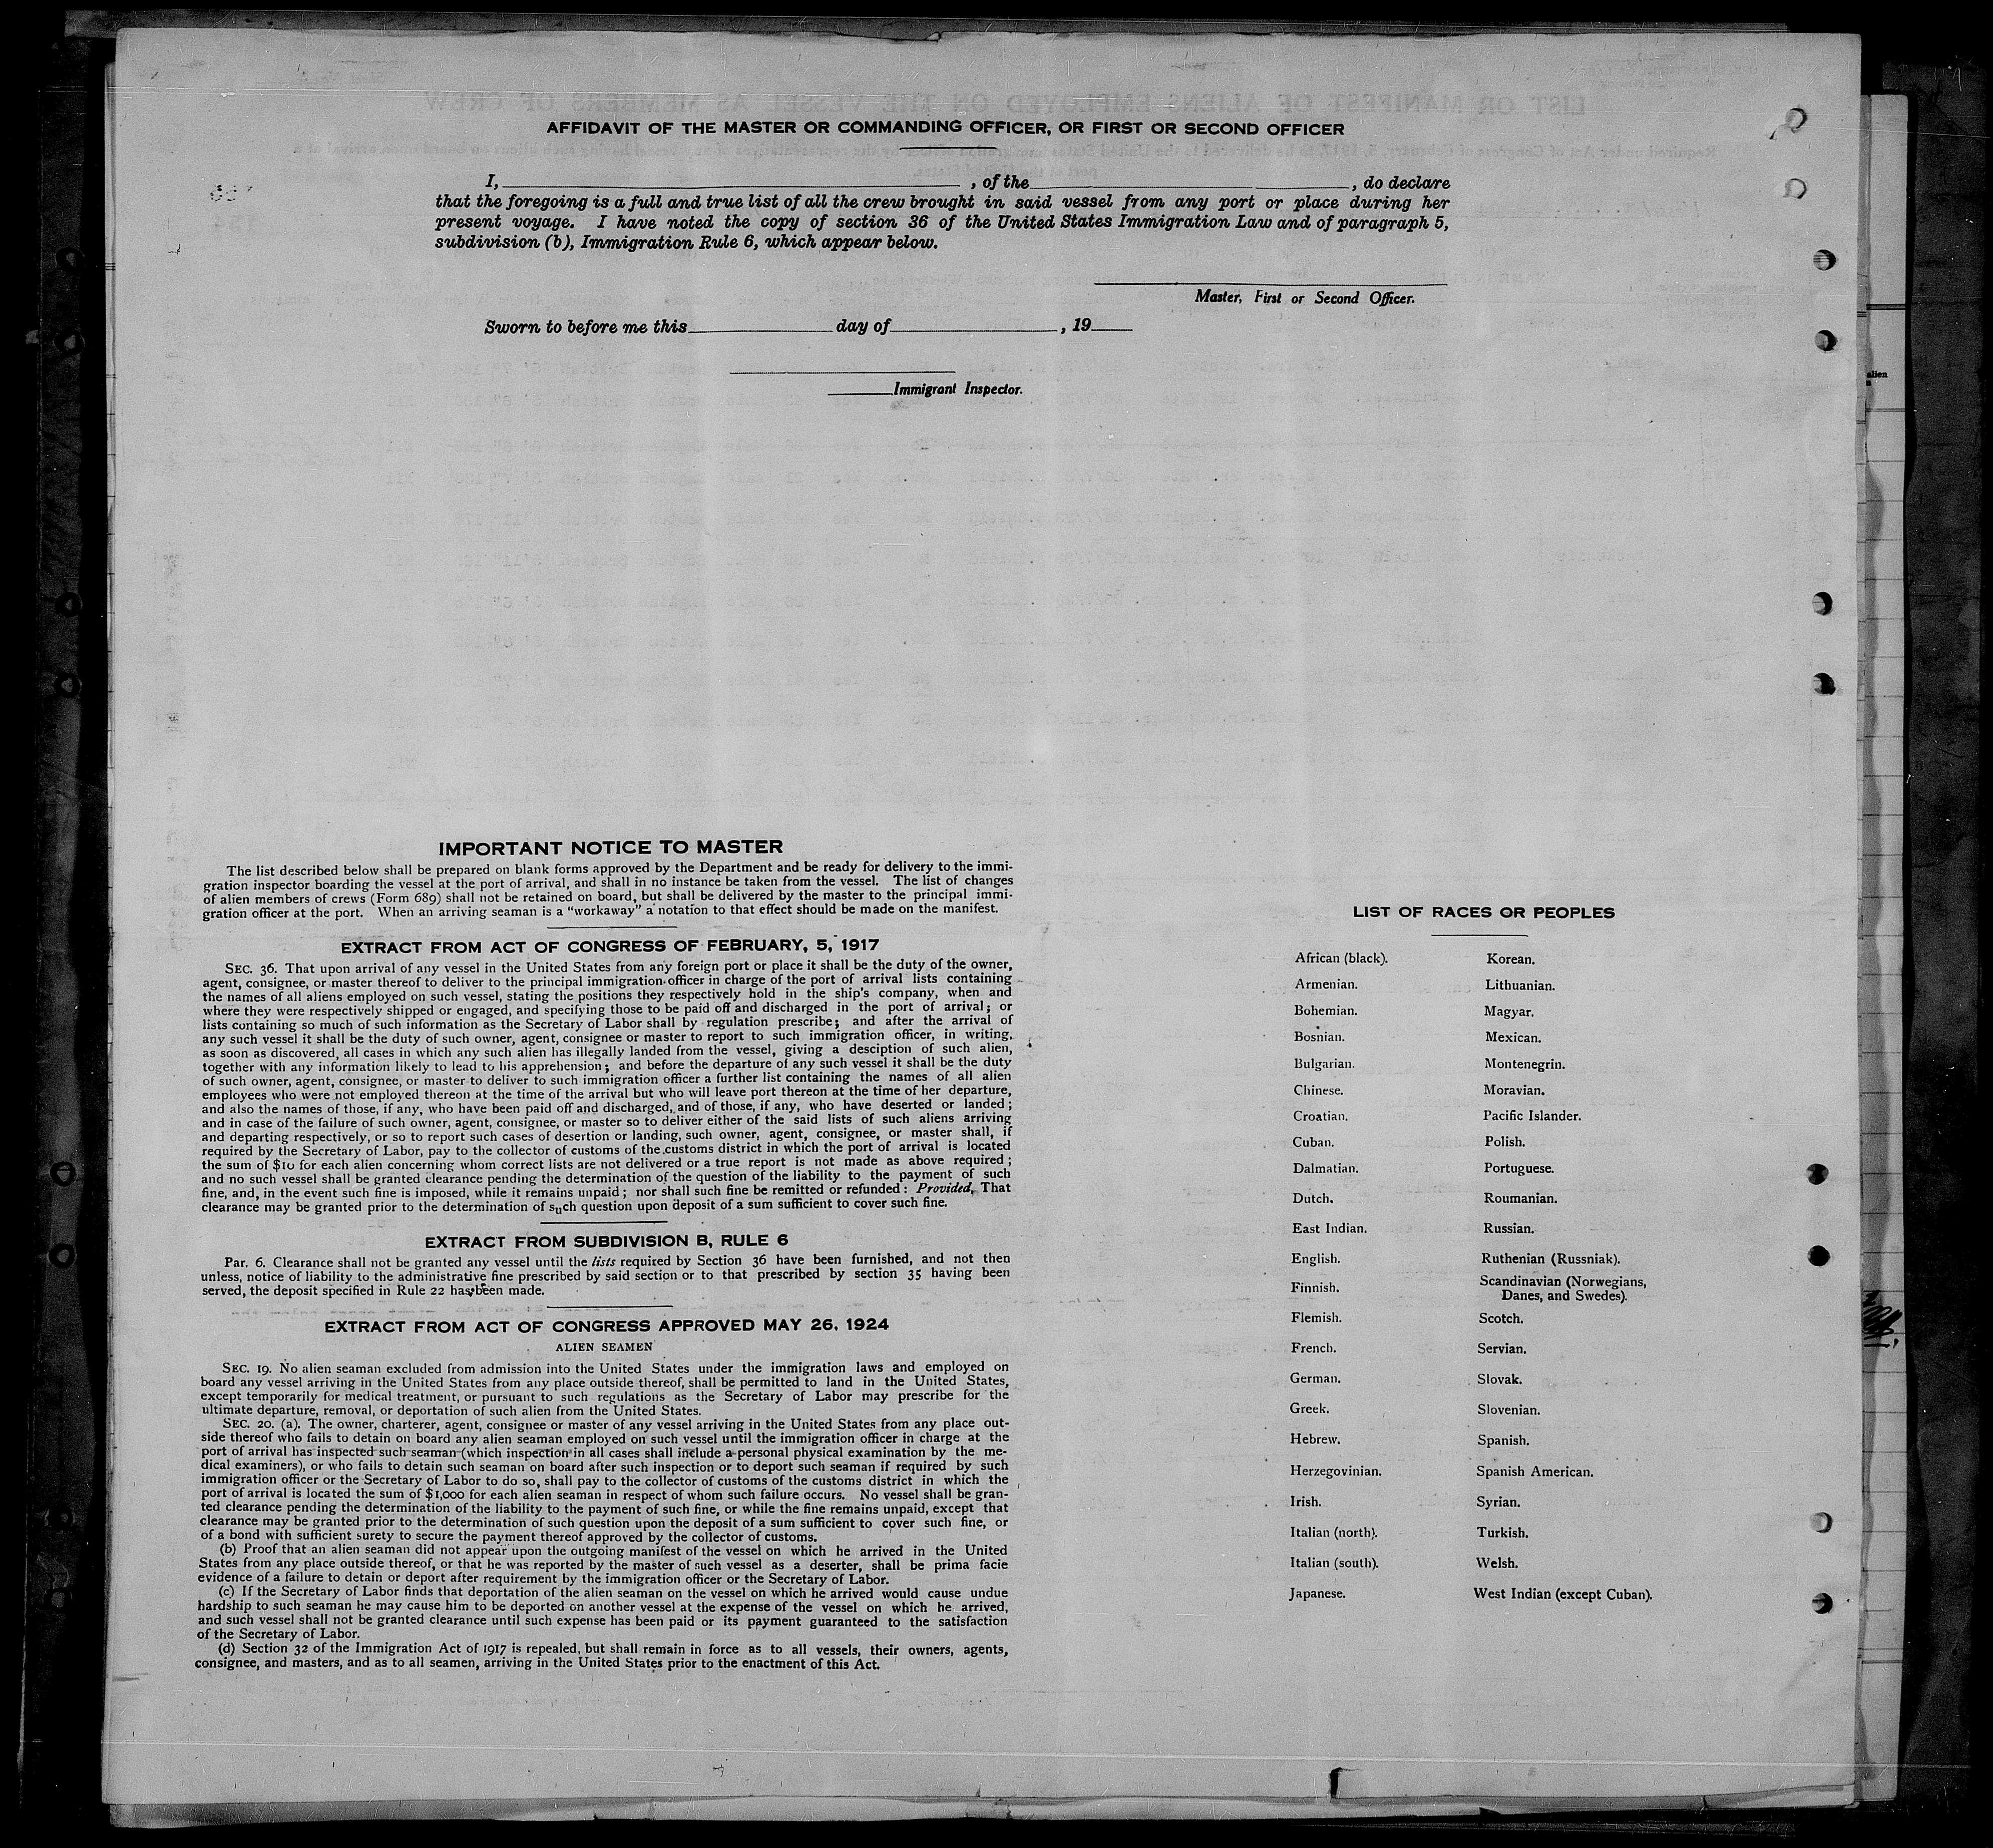 AFFIDAVIT OF THE MASTER OR COMMANDING OFFICER, OR FIRST OR SECOND OFFICER
I, , of the , do declare
that the foregoing is a full and true list of all the crew brought in said vessel from any port or place during her
present voyage. I have noted the copy of section 36 of the United States Immigration Law and of paragraph 5,
subdivision (b), Immigration Rule 6, which appear below.
Master, First or Second Officer.
Sworn to before me this day of , 19
Immigrant Inspector.
IMPORTANT NOTICE TO MASTER
The list described below shall be prepared on blank forms approved by the Department and be ready for delivery to the immi-
gration inspector boarding the vessel at the port of arrival, and shall in no instance be taken from the vessel. The list of changes
of alien members of crews (Form 689) shall not be retained on board, but shall be delivered by the master to the principal immi-
gration officer at the port. When an arriving seaman is a "workaway" a notation to that effect should be made on the manifest.
EXTRACT FROM ACT OF CONGRESS OF FEBRUARY, 5, 1917
SEC. 36. That upon arrival of any vessel in the United States from any foreign port or place it shall be the duty of the owner,
agent, consignee, or master thereof to deliver to the principal immigration officer in charge of the port of arrival lists containing
the names of all aliens employed on such vessel, stating the positions they respectively hold in the ship's company, when and
where they were respectively shipped or engaged, and specifying those to be paid off and discharged in the port of arrival; or
lists containing so much of such information as the Secretary of Labor shall by regulation prescribe; and after the arrival of
any such vessel it shall be the duty of such owner, agent, consignee or master to report to such immigration officer, in writing,
as soon as discovered, all cases in which any such alien has illegally landed from the vessel, giving a desciption of such alien,
together with any information likely to lead to his apprehension; and before the departure of any such vessel it shall be the duty
of such owner, agent, consignee, or master to deliver to such immigration officer a further list containing the names of all alien
employees who were not employed thereon at the time of the arrival but who will leave port thereon at the time of her departure,
and also the names of those, if any, who have been paid off and discharged, and of those, if any, who have deserted or landed;
and in case of the failure of such owner, agent, consignee, or master so to deliver either of the said lists of such aliens arriving
and departing respectively, or so to report such cases of desertion or landing, such owner, agent, consignee, or master shall, if
required by the Secretary of Labor, pay to the collector of customs of the customs district in which the port of arrival is located
the sum of $10 for each alien concerning whom correct lists are not delivered or a true report is not made as above required;
and no such vessel shall be granted clearance pending the determination of the question of the liability to the payment of such
fine, and, in the event such fine is imposed, while it remains unpaid; nor shall such fine be remitted or refunded: Provided, That
clearance may be granted prior to the determination of such question upon deposit of a sum sufficient to cover such fine.
EXTRACT FROM SUBDIVISION B, RULE 6
Par. 6. Clearance shall not be granted any vessel until the lists required by Section 36 have been furnished, and not then
unless, notice of liability to the administrative fine prescribed by said section or to that prescribed by section 35 having been
served, the deposit specified in Rule 22 has been made.
EXTRACT FROM ACT OF CONGRESS APPROVED MAY 26, 1924
ALIEN SEAMEN
SEC. 19. No alien seaman excluded from admission into the United States under the immigration laws and employed on
board any vessel arriving in the United States from any place outside thereof, shall be permitted to land in the United States,
except temporarily for medical treatment, or pursuant to such regulations as the Secretary of Labor may prescribe for the
ultimate departure, removal, or deportation of such alien from the United States.
SEC. 20. (a). The owner, charterer, agent, consignee or master of any vessel arriving in the United States from any place out-
side thereof who fails to detain on board any alien seaman employed on such vessel until the immigration officer in charge at the
port of arrival has inspected such seaman (which inspection in all cases shall include a personal physical examination by the me-
dical examiners), or who fails to detain such seaman on board after such inspection or to deport such seaman if required by such
immigration officer or the Secretary of Labor to do so, shall pay to the collector of customs of the customs district in which the
port of arrival is located the sum of $1,000 for each alien seaman in respect of whom such failure occurs. No vessel shall be gran-
ted clearance pending the determination of the liability to the payment of such fine, or while the fine remains unpaid, except that
clearance may be granted prior to the determination of such question upon the deposit of a sum sufficient to cover such fine, or
of a bond with sufficient surety to secure the payment thereof approved by the collector of customs.
(b) Proof that an alien seaman did not appear upon the outgoing manifest of the vessel on which he arrived in the United
States from any place outside thereof, or that he was reported by the master of such vessel as a deserter, shall be prima facie
evidence of a failure to detain or deport after requirement by the immigration officer or the Secretary of Labor.
(c) If the Secretary of Labor finds that deportation of the alien seaman on the vessel on which he arrived would cause undue
hardship to such seaman he may cause him to be deported on another vessel at the expense of the vessel on which he arrived,
and such vessel shall not be granted clearance until such expense has been paid or its payment guaranteed to the satisfaction
of the Secretary of Labor.
(d) Section 32 of the Immigration Act of 1917 is repealed, but shall remain in force as to all vessels, their owners, agents,
consignee, and masters, and as to all seamen, arriving in the United States prior to the enactment of this Act.
LIST OF RACES OR PEOPLES
African (black).
Armenian.
Bohemian.
Bosnian.
Bulgarian.
Chinese.
Croatian.
Cuban.
Dalmatian.
Dutch.
East Indian.
English.
Finnish.
Flemish.
French.
German.
Greek.
Hebrew.
Herzegovinian.
Irish.
Italian (north).
Italian (south).
Japanese.
Korean.
Lithuanian.
Magyar.
Mexican.
Montenegrin.
Moravian.
Pacific Islander.
Polish.
Portuguese.
Roumanian.
Russian.
Ruthenian (Russniak).
Scandinavian (Norwegians,
Danes, and Swedes).
Scotch.
Servian.
Slovak.
Slovenian.
Spanish.
Spanish American.
Syrian.
Turkish.
Welsh.
West Indian (except Cuban).
alien